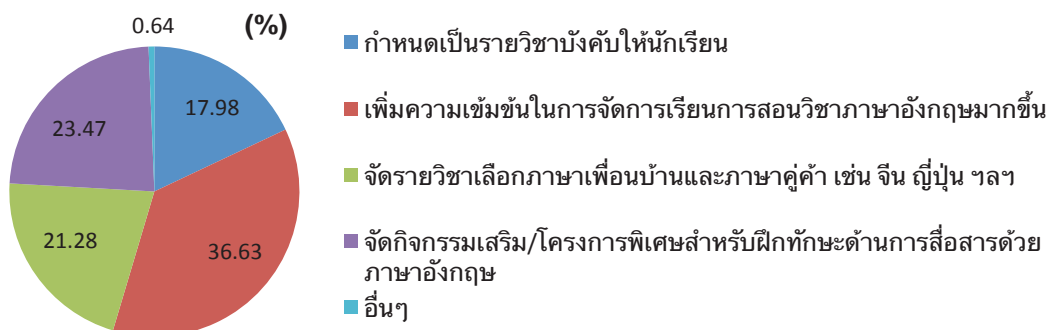 0.64
(%)
17.98
23.47
21.28
36.63
กำหนดเป็นรายวิชาบังคับให้นักเรียน
เพิ่มความเข้มข้นในการจัดการเรียนการสอนวิชาภาษาอังกฤษมากขึ้น
จัดรายวิชาเลือกภาษาเพื่อนบ้านและภาษาคู่ค้า เช่น จีน ญี่ปุ่น ฯลฯ
จัดกิจกรรมเสริม/โครงการพิเศษสำหรับฝึกทักษะด้านการสื่อสารด้วย
ภาษาอังกฤษ
อื่นๆ